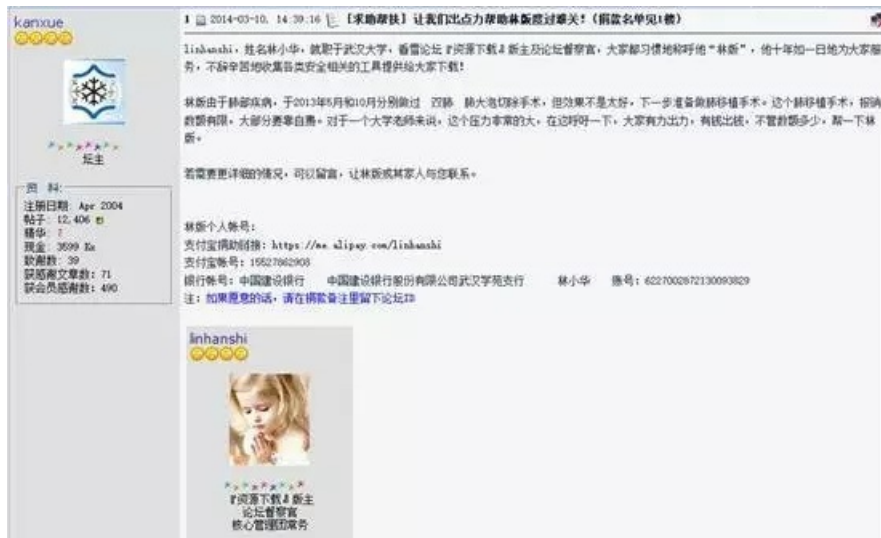 kanxue
坛主
资 料:
注册日期: Apr 2004
帖子: 12,406
精华: 7
现金: 3599 Kx
致谢数: 39
获感谢文章数: 71
获会员感谢数: 490
1 2014-03-10, 14:39:16 【求助帮扶】让我们出点力帮助林版度过难关!(捐款名单见1楼)
linhanshi,姓名林小华,就职于武汉大学,看雪论坛『资源下载』版主及论坛督察官,大家都习惯地称呼他“林版”,他十年如一日地为大家服
务,不辞辛苦地收集各类安全相关的工具提供给大家下载!
林版由于肺部疾病,于2013年5月和10月分别做过 双肺 肺大泡切除手术,但效果不是太好,下一步准备做肺移植手术。这个肺移植手术,报销
数额有限,大部分要靠自费。对于一个大学老师来说,这个压力非常的大,在这呼吁一下,大家有力出力,有钱出钱,不管数额多少,帮一下林
版。
若需要更详细的情况,可以留言,让林版或其家人与您联系。
林版个人帐号:
支付宝捐助链接: https://me.alipay.com/linhanshi
支付宝帐号: 15527862908
银行帐号: 中国建设银行 中国建设银行股份有限公司武汉学苑支行 林小华 账号: 6227002872130093829
注: 如果愿意的话,请在捐款备注里留下论坛ID
linhanshi
『资源下载』版主
论坛督察官
核心管理团常务